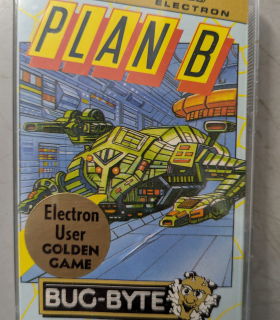 ELECTRON
PLAN B
Electron
User
GOLDEN
GAME
BUG-BYTE